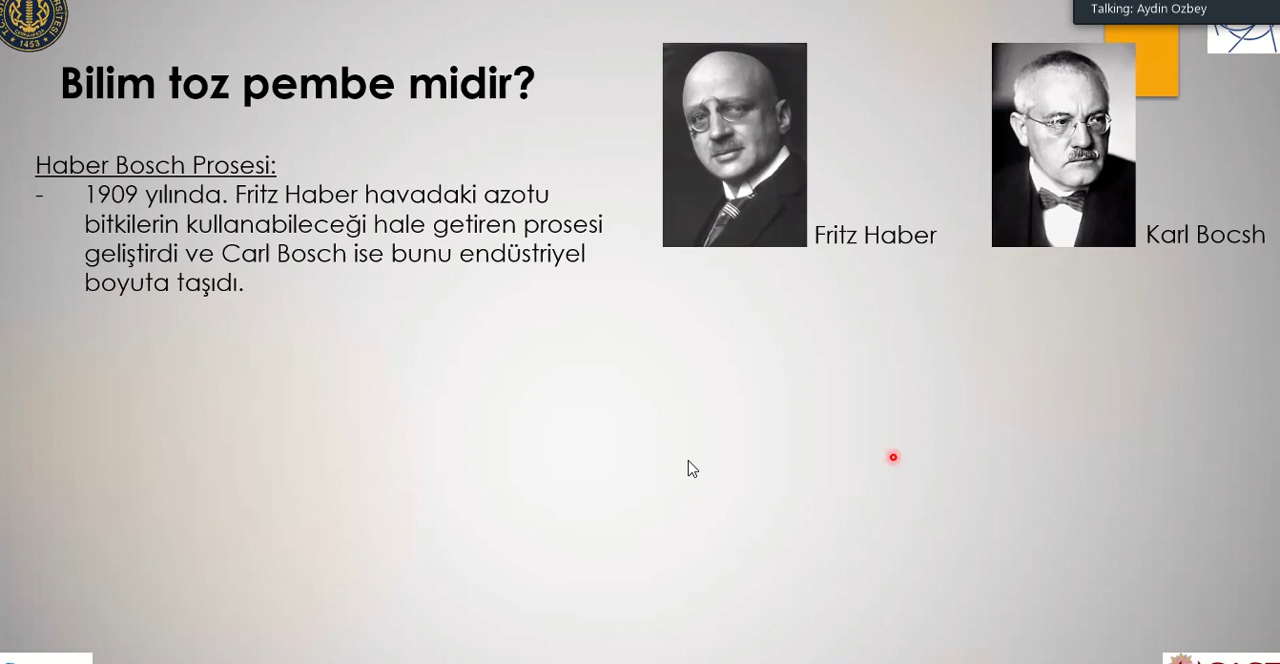 Talking: Aydin Ozbey
1453
Bilim toz pembe midir?
Haber Bosch Prosesi:
- 1909 yılında. Fritz Haber havadaki azotu
bitkilerin kullanabileceği hale getiren prosesi
geliştirdi ve Carl Bosch ise bunu endüstriyel
boyuta taşıdı.
Fritz Haber
Karl Bocsh